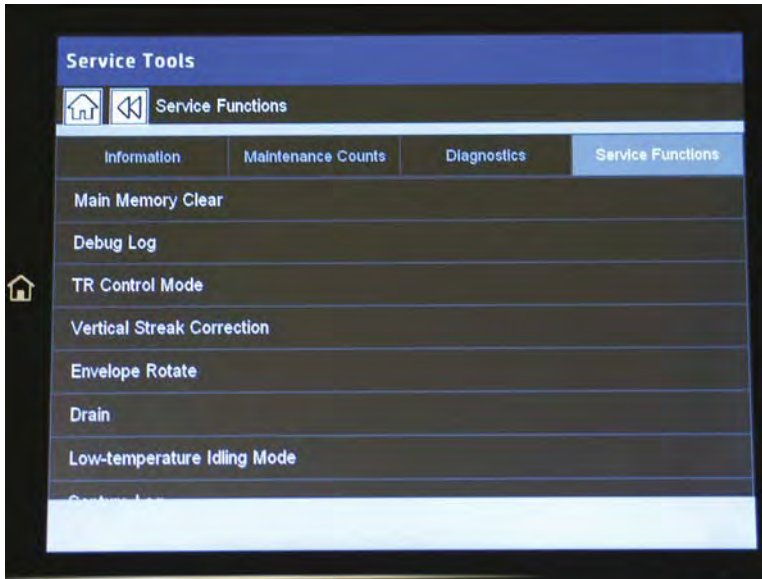 Service Tools
Service Functions
Information Maintenance Counts Diagnostics Service Functions
Main Memory Clear
Debug Log
TR Control Mode
Vertical Streak Correction
Envelope Rotate
Drain
Low-temperature Idling Mode